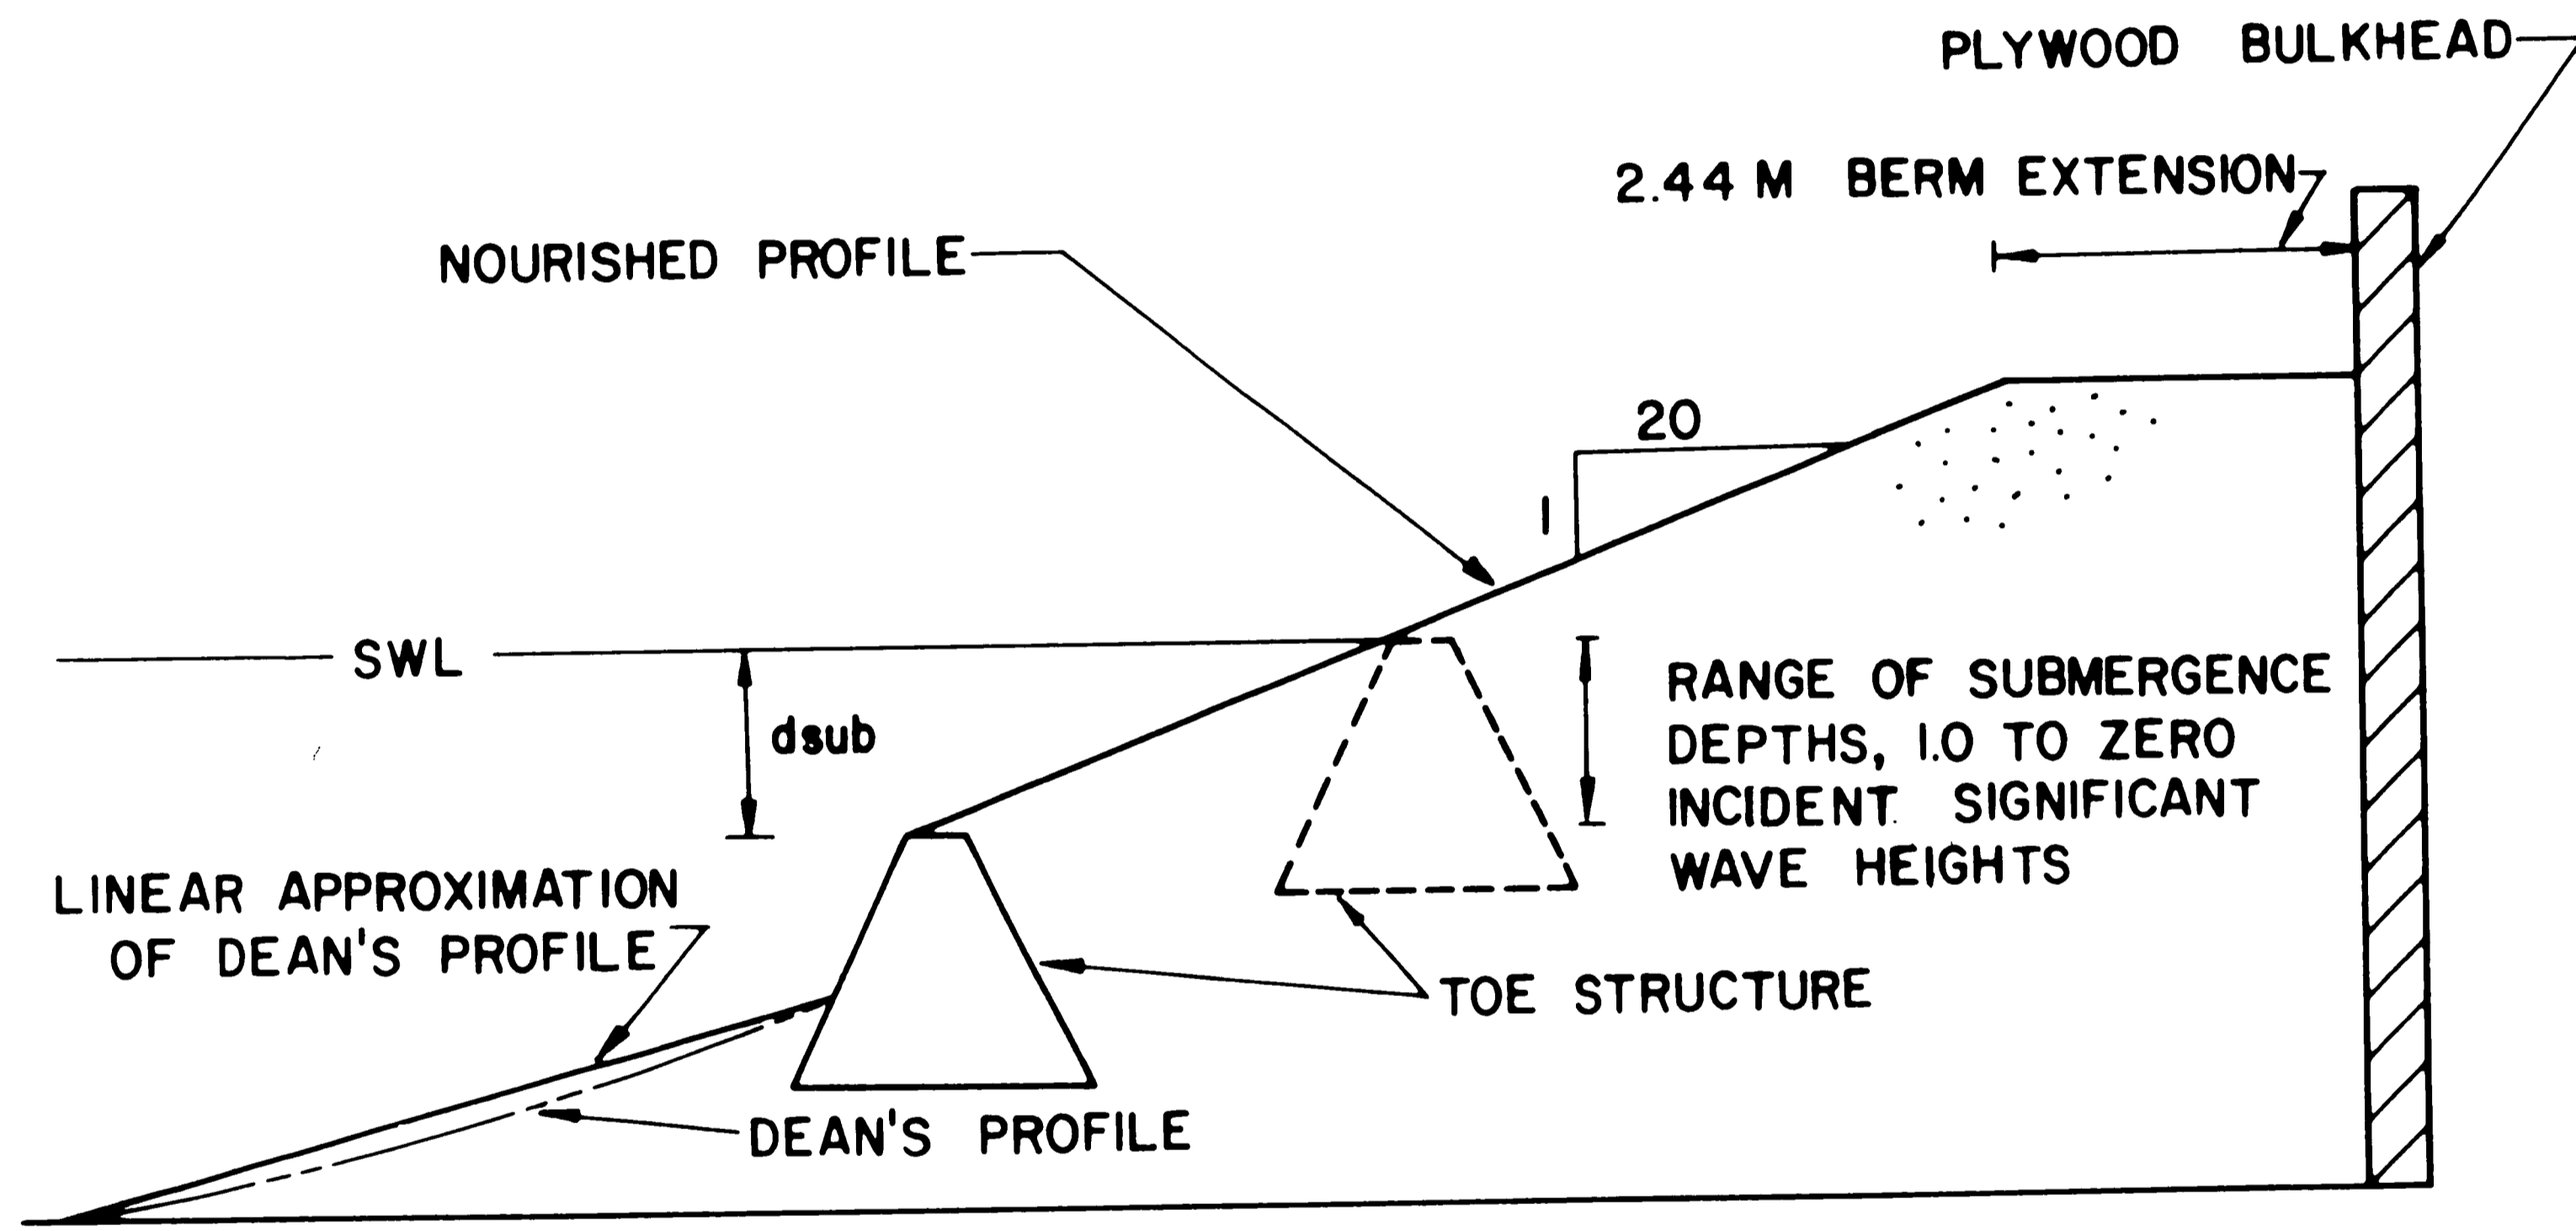 PLYWOOD BULKHEAD
2.44 M BERM EXTENSION
NOURISHED PROFILE
20
1
SWL
dsub
RANGE OF SUBMERGENCE
DEPTHS, 1.0 TO ZERO
INCIDENT SIGNIFICANT
WAVE HEIGHTS
LINEAR APPROXIMATION
OF DEAN'S PROFILE
TOE STRUCTURE
DEAN'S PROFILE